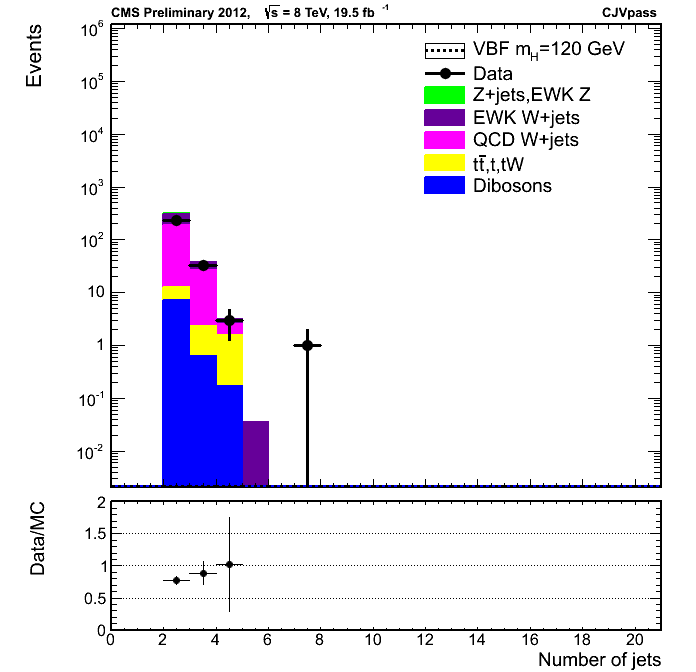 CMS Preliminary 2012, √s = 8 TeV, 19.5 fb⁻¹ CJVpass
Events
10⁶
10⁵
10⁴
10³
10²
10
1
10⁻¹
10⁻²
VBF m_H=120 GeV
Data
Z+jets,EWK Z
EWK W+jets
QCD W+jets
tt̄,t,tW
Dibosons
Data/MC
2
1.5
1
0.5
0
0 2 4 6 8 10 12 14 16 18 20
Number of jets